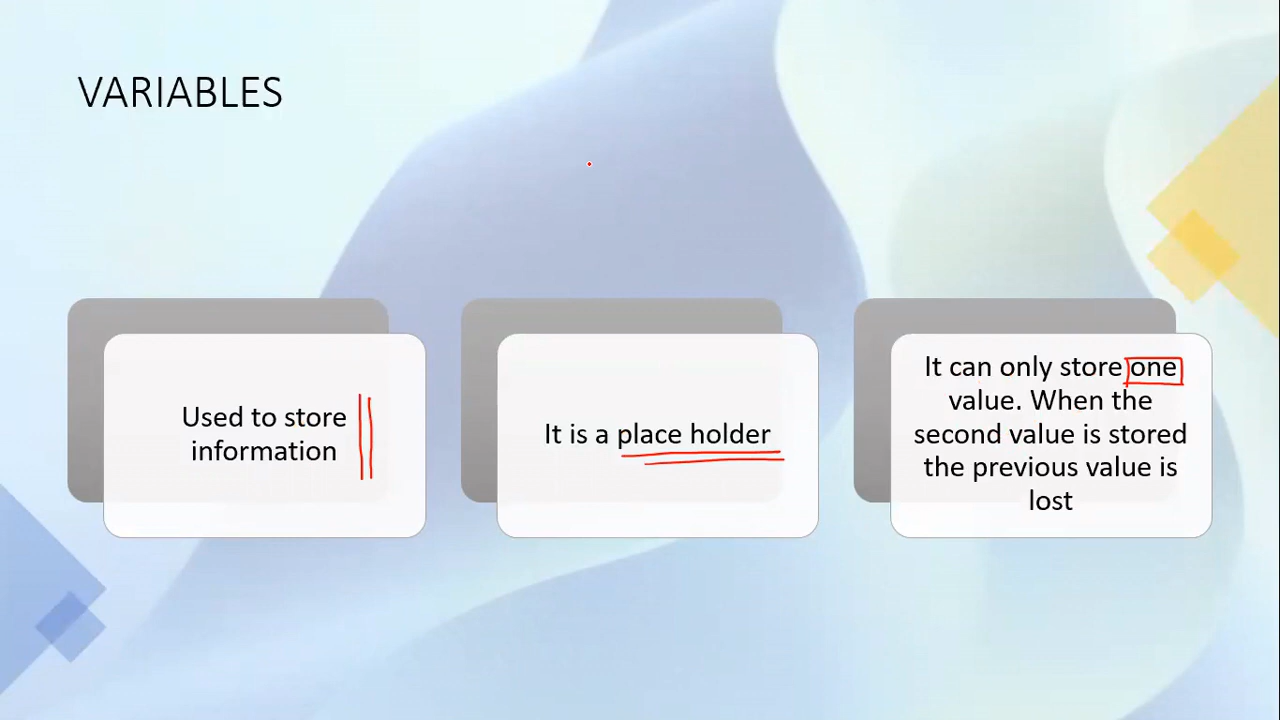 VARIABLES
Used to store
information
It is a place holder
It can only store one
value. When the
second value is stored
the previous value is
lost